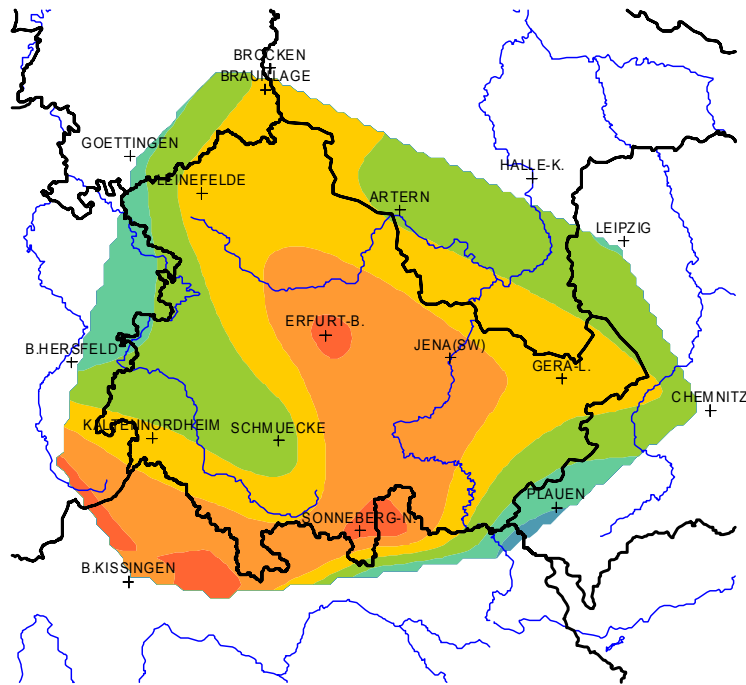 BROCKEN
BRAUNLAGE
GOETTINGEN
HALLE-K.
LEINEFELDE
ARTERN
LEIPZIG
ERFURT-B.
JENA(SW)
B.HERSFELD
GERA-L.
CHEMNITZ
KALTENNORDHEIM
SCHMUECKE
PLAUEN
SONNEBERG-N.
B.KISSINGEN